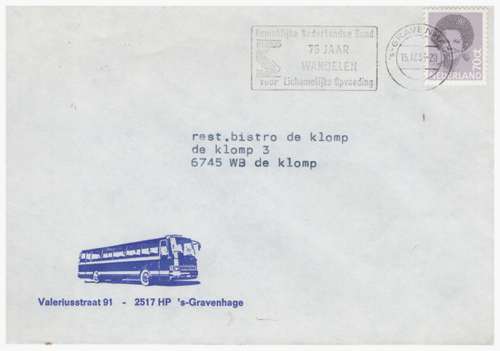 Koninklijke Nederlandse Bond
75 JAAR
WANDELEN
voor Lichamelijke Opvoeding
's-GRAVENHAGE
70ct
NEDERLAND
rest.bistro de klomp
de klomp 3
6745 WB de klomp
Valeriusstraat 91 - 2517 HP 's-Gravenhage